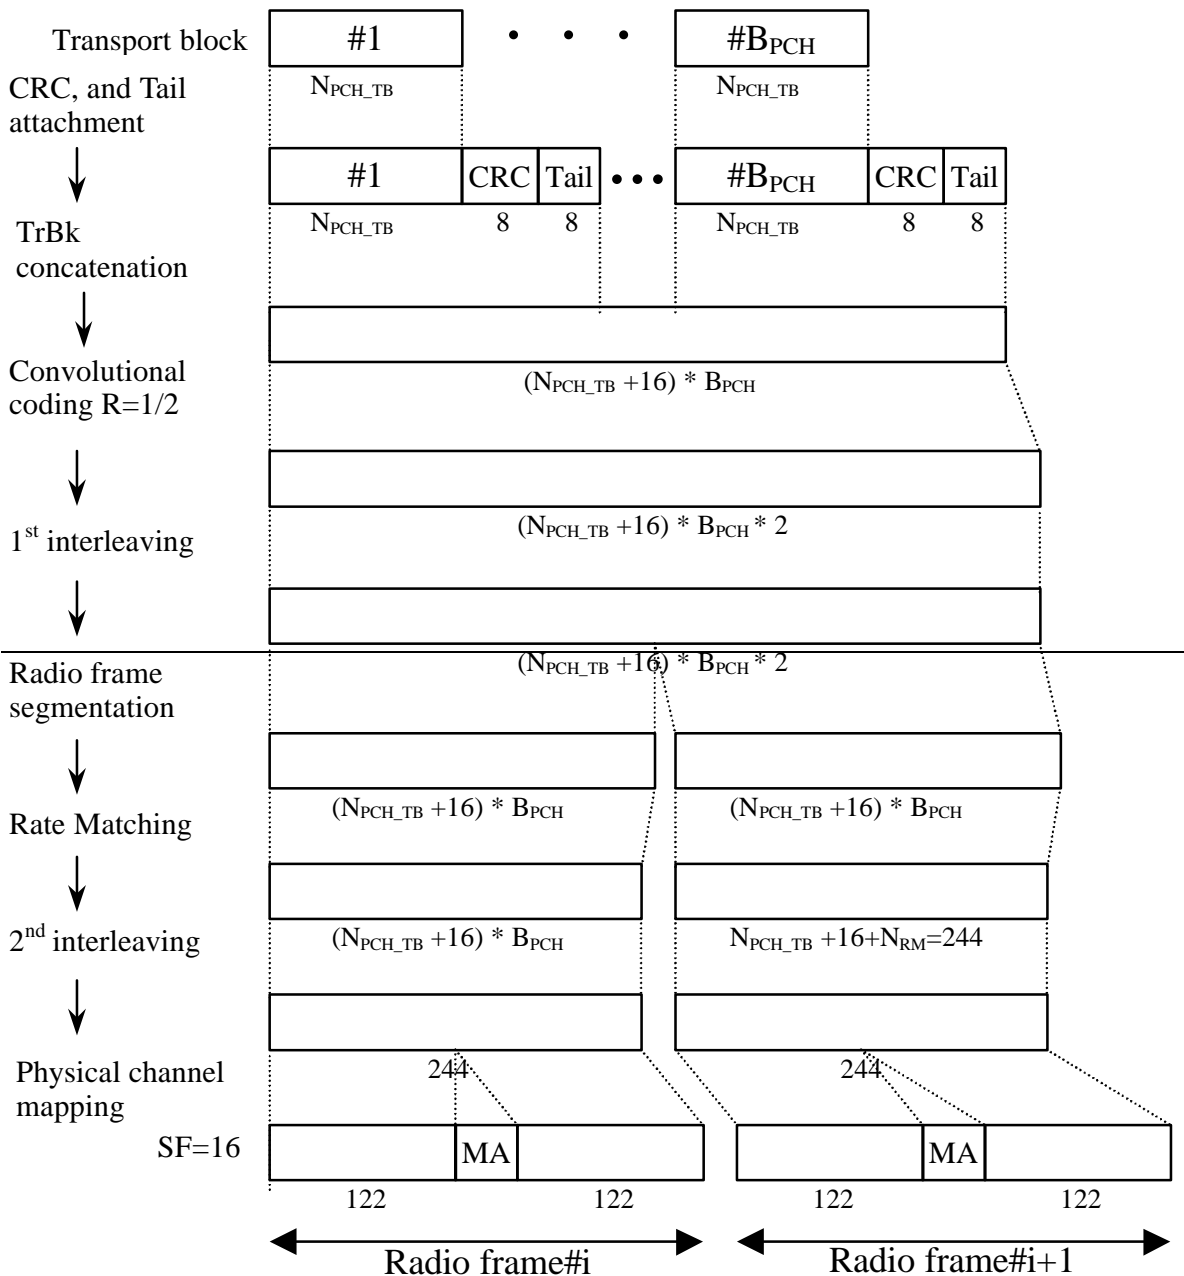 Transport block #1 • • • #B_PCH
N_PCH_TB N_PCH_TB
CRC, and Tail
attachment
#1 CRC Tail ••• #B_PCH CRC Tail
N_PCH_TB 8 8 N_PCH_TB 8 8
TrBk
concatenation
Convolutional
coding R=1/2
(N_PCH_TB +16) * B_PCH
(N_PCH_TB +16) * B_PCH * 2
1st interleaving
(N_PCH_TB +16) * B_PCH * 2
Radio frame
segmentation
(N_PCH_TB +16) * B_PCH (N_PCH_TB +16) * B_PCH
Rate Matching
2nd interleaving (N_PCH_TB +16) * B_PCH N_PCH_TB +16+N_RM=244
244 244
Physical channel
mapping
SF=16 MA MA
122 122 122 122
Radio frame#i Radio frame#i+1